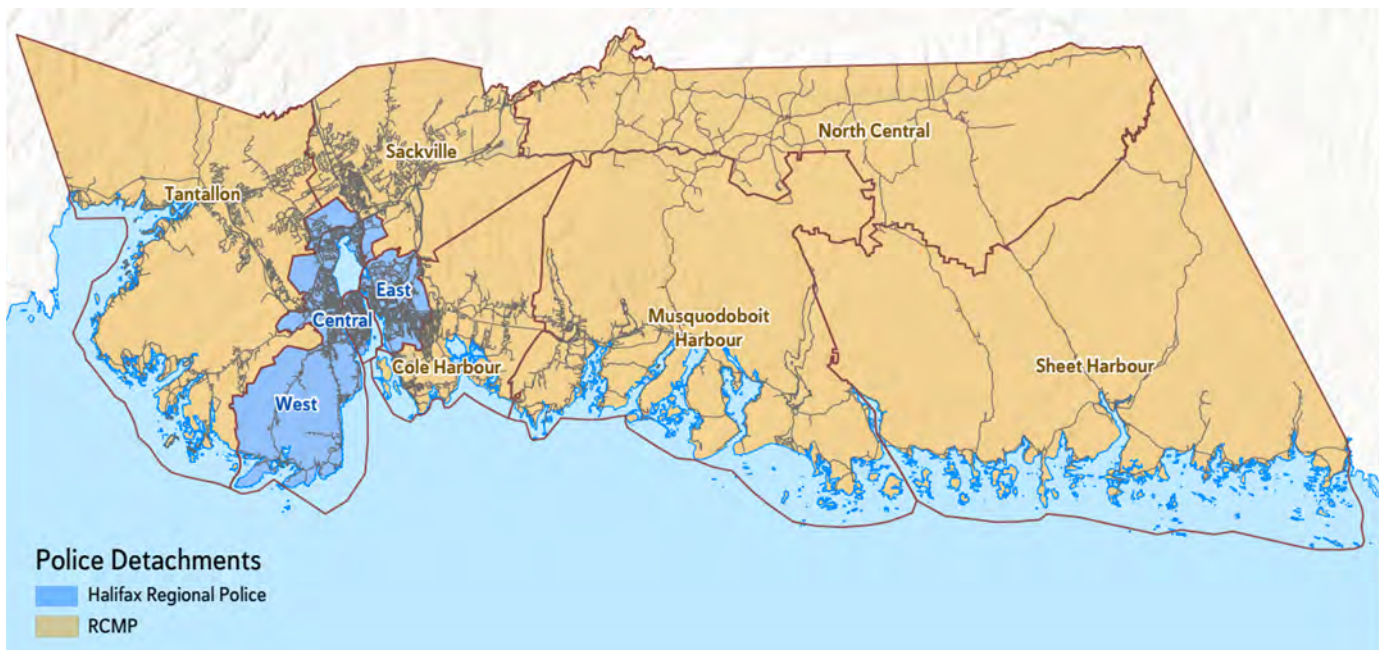 North Central
Sackville
Tantallon
East
Central
Musquodoboit
Harbour
Cole Harbour
Sheet Harbour
West
Police Detachments
Halifax Regional Police
RCMP